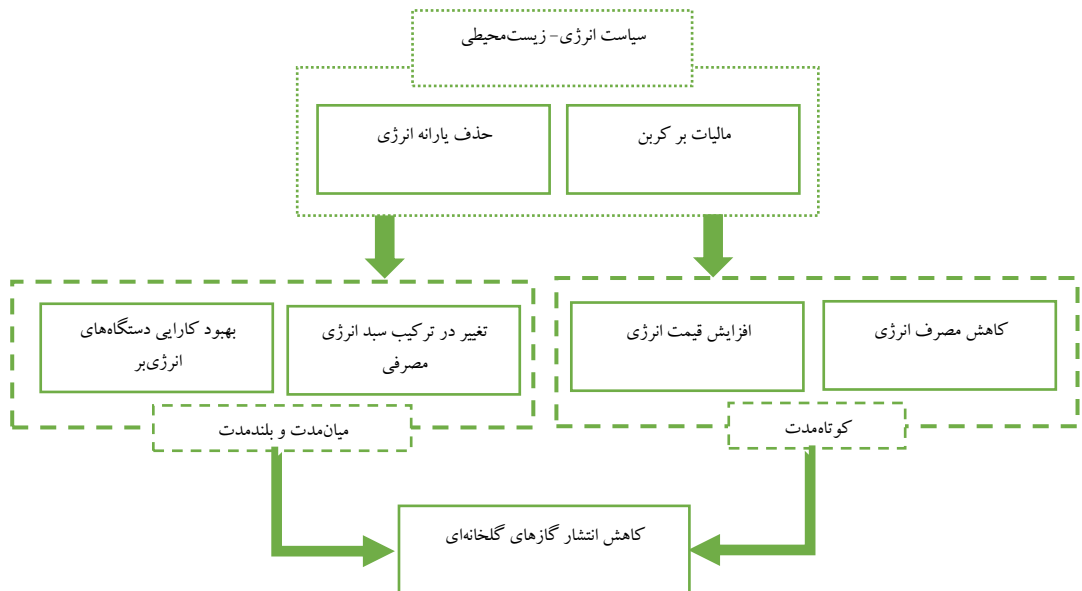 سیاست انرژی- زیست‌محیطی
مالیات بر کربن
حذف یارانه انرژی
کاهش مصرف انرژی
افزایش قیمت انرژی
تغییر در ترکیب سبد انرژی
مصرفی
بهبود کارایی دستگاه‌های
انرژی‌بر
کوتاه‌مدت
میان‌مدت و بلندمدت
کاهش انتشار گازهای گلخانه‌ای